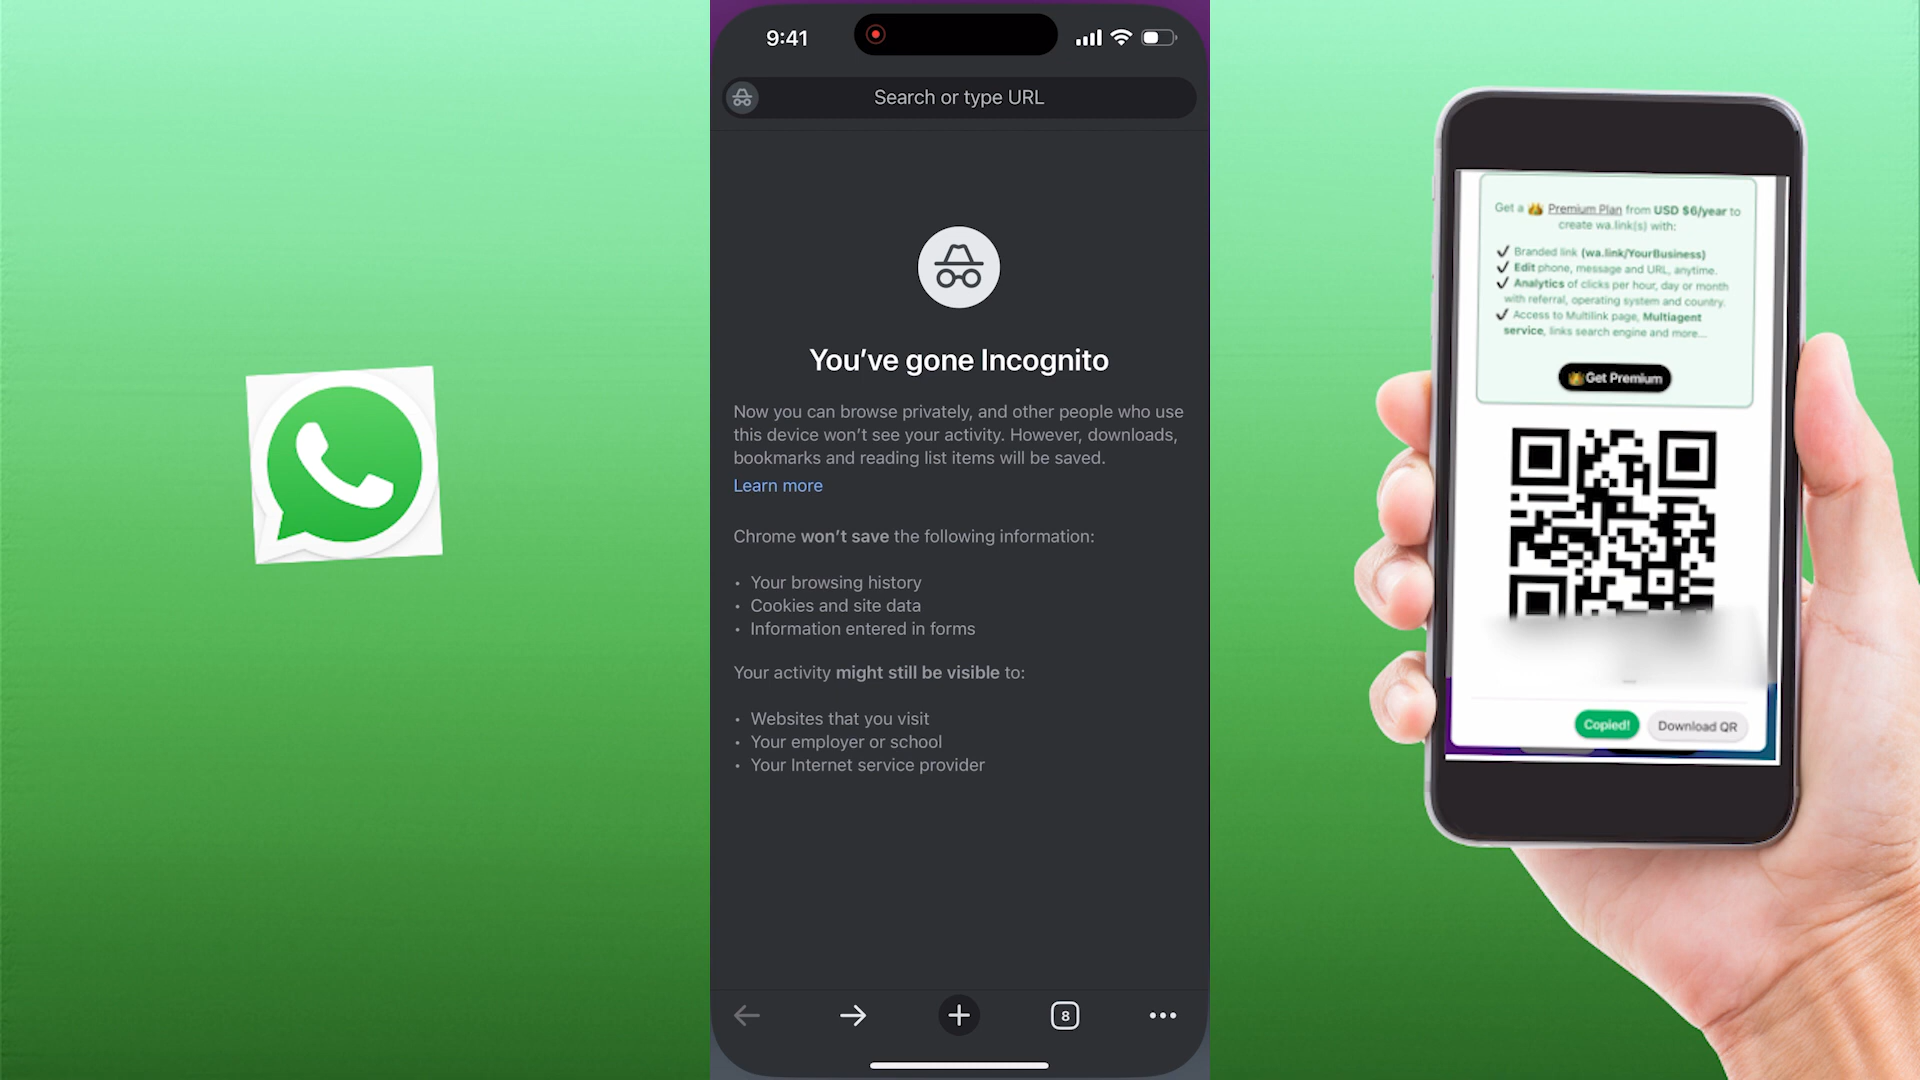 9:41
Search or type URL
You've gone Incognito
Now you can browse privately, and other people who use
this device won't see your activity. However, downloads,
bookmarks and reading list items will be saved.
Learn more
Chrome won't save the following information:
• Your browsing history
• Cookies and site data
• Information entered in forms
Your activity might still be visible to:
• Websites that you visit
• Your employer or school
• Your Internet service provider
8
Get a 👑 Premium Plan from USD $6/year to
create wa.link(s) with:
✔ Branded link (wa.link/YourBusiness)
✔ Edit phone, message and URL, anytime.
✔ Analytics of clicks per hour, day or month
with referral, operating system and country.
✔ Access to Multilink page, Multiagent
service, links search engine and more...
👑Get Premium
Copied!
Download QR